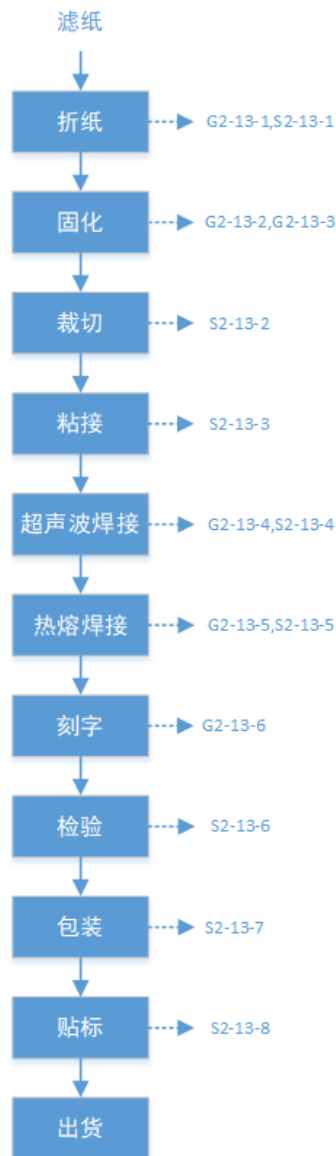 滤纸
折纸 G2-13-1,S2-13-1
固化 G2-13-2,G2-13-3
裁切 S2-13-2
粘接 S2-13-3
超声波焊接 G2-13-4,S2-13-4
热熔焊接 G2-13-5,S2-13-5
刻字 G2-13-6
检验 S2-13-6
包装 S2-13-7
贴标 S2-13-8
出货